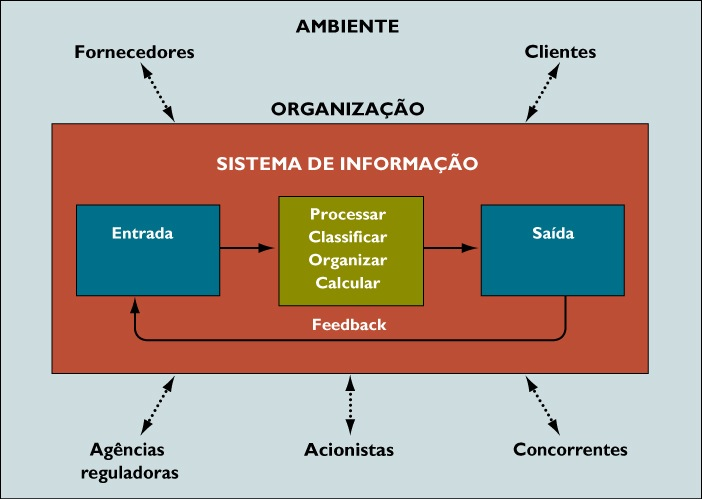 AMBIENTE
Fornecedores
Clientes
ORGANIZAÇÃO
SISTEMA DE INFORMAÇÃO
Entrada
Processar
Classificar
Organizar
Calcular
Saída
Feedback
Agências
reguladoras
Acionistas
Concorrentes